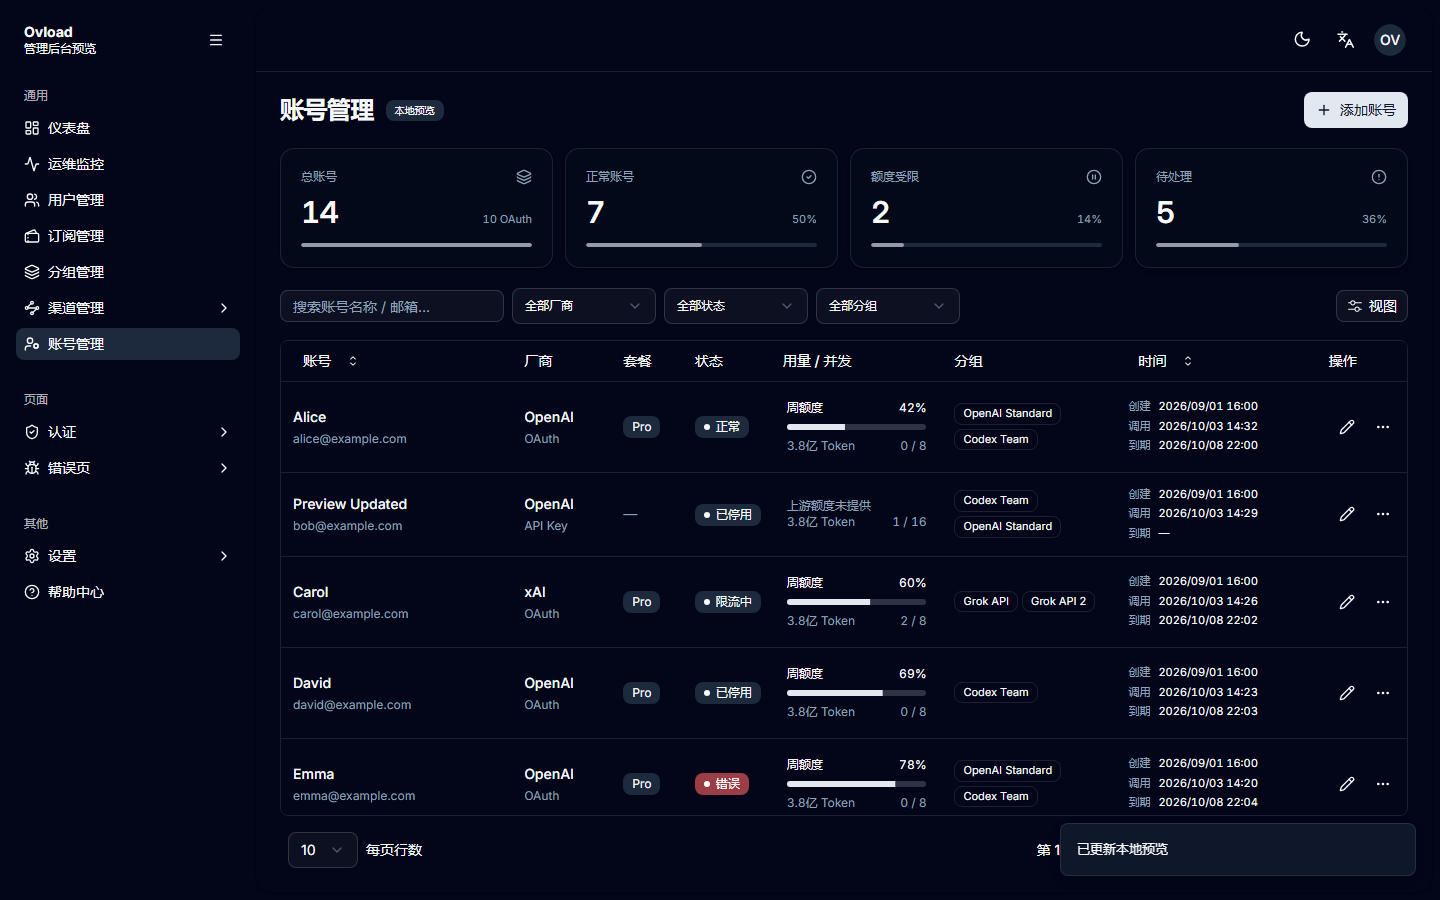 Ovload
管理后台预览
通用
仪表盘
运维监控
用户管理
订阅管理
分组管理
渠道管理
账号管理
页面
认证
错误页
其他
设置
帮助中心
OV
账号管理 本地预览
添加账号
总账号
14
10 OAuth
正常账号
7
50%
额度受限
2
14%
待处理
5
36%
搜索账号名称 / 邮箱... 全部厂商 全部状态 全部分组 视图
账号 厂商 套餐 状态 用量 / 并发 分组 时间 操作
Alice
alice@example.com
OpenAI
OAuth
Pro
正常
周额度 42%
3.8亿 Token 0 / 8
OpenAI Standard
Codex Team
创建 2026/09/01 16:00
调用 2026/10/03 14:32
到期 2026/10/08 22:00
Preview Updated
bob@example.com
OpenAI
API Key
—
已停用
上游额度未提供
3.8亿 Token 1 / 16
Codex Team
OpenAI Standard
创建 2026/09/01 16:00
调用 2026/10/03 14:29
到期 —
Carol
carol@example.com
xAI
OAuth
Pro
限流中
周额度 60%
3.8亿 Token 2 / 8
Grok API Grok API 2
创建 2026/09/01 16:00
调用 2026/10/03 14:26
到期 2026/10/08 22:02
David
david@example.com
OpenAI
OAuth
Pro
已停用
周额度 69%
3.8亿 Token 0 / 8
Codex Team
创建 2026/09/01 16:00
调用 2026/10/03 14:23
到期 2026/10/08 22:03
Emma
emma@example.com
OpenAI
OAuth
Pro
错误
周额度 78%
3.8亿 Token 0 / 8
OpenAI Standard
Codex Team
创建 2026/09/01 16:00
调用 2026/10/03 14:20
到期 2026/10/08 22:04
10 每页行数
第 1
已更新本地预览